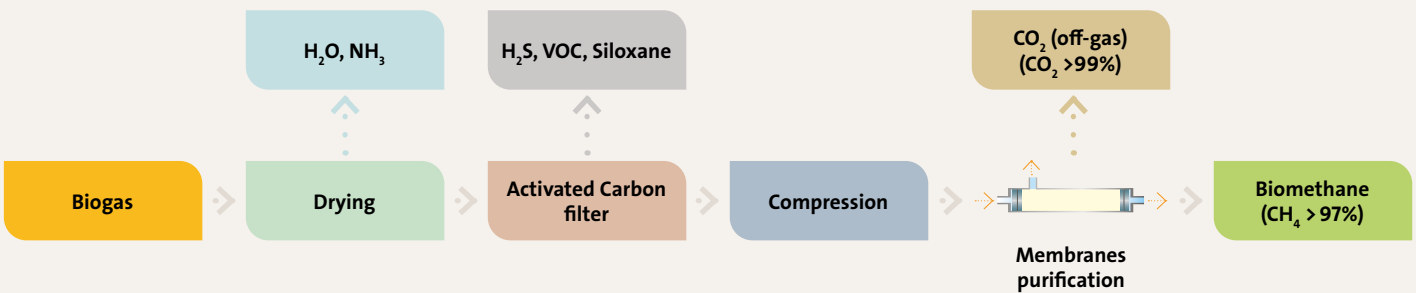 H₂O, NH₃
H₂S, VOC, Siloxane
CO₂ (off-gas)
(CO₂ >99%)
Biogas
Drying
Activated Carbon
filter
Compression
Biomethane
(CH₄ > 97%)
Membranes
purification